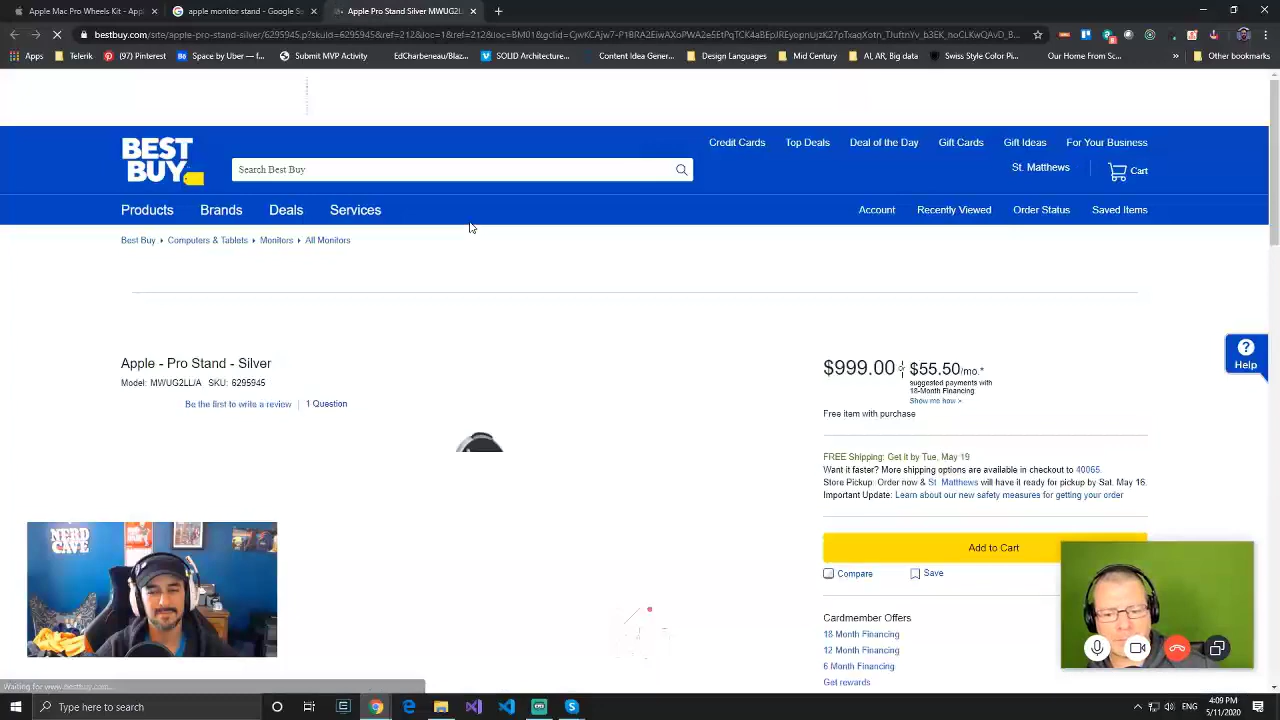 Apple Mac Pro Wheels Kit - Appl
apple monitor stand - Google Se
Apple Pro Stand Silver MWUG2L
bestbuy.com/site/apple-pro-stand-silver/6295945.p?skuId=6295945&ref=212&loc=1&ref=212&loc=BM01&gclid=
Apps
Telerik
(97) Pinterest
Become an Uber — f...
Submit MVP Activity
EdCharbeneau/Blaz...
SOLID Architecture...
Content Idea Gener...
Design Languages
Mid Century
AI, AR, Big data
Swiss Style Color Pi...
Our Home From Sc...
»
Other bookmarks
BEST
BUY
Search Best Buy
Credit Cards
Top Deals
Deal of the Day
Gift Cards
Gift Ideas
For Your Business
St. Matthews
Cart
Products
Brands
Deals
Services
Account
Recently Viewed
Order Status
Saved Items
Best Buy
Computers & Tablets
Monitors
All Monitors
Apple - Pro Stand - Silver
Model: MWUG2LL/A SKU: 6295945
Be the first to write a review
1 Question
$999.00
or
$55.50/mo.*
suggested payments with
18-Month Financing
Show me how >
Free item with purchase
FREE Shipping: Get it by Tue, May 19
Want it faster? More shipping options are available in checkout to 40065.
Store Pickup: Order now & St. Matthews will have it ready for pickup by Sat. May 16.
Important Update: Learn about our new safety measures for getting your order
Add to Cart
Compare
Save
Cardmember Offers
18 Month Financing
12 Month Financing
6 Month Financing
Get rewards
?
Help
NERD
CAVE
Waiting for www.bestbuy.com...
Type here to search
ENG
4:09 PM
5/11/2020